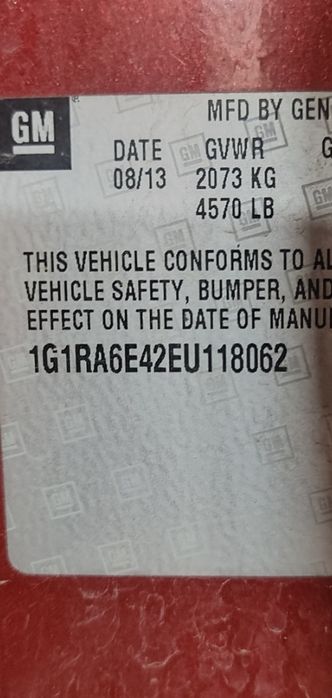 GM
MFD BY GEN
DATE GVWR G
08/13 2073 KG
4570 LB
THIS VEHICLE CONFORMS TO AL
VEHICLE SAFETY, BUMPER, AND
EFFECT ON THE DATE OF MANU
1G1RA6E42EU118062